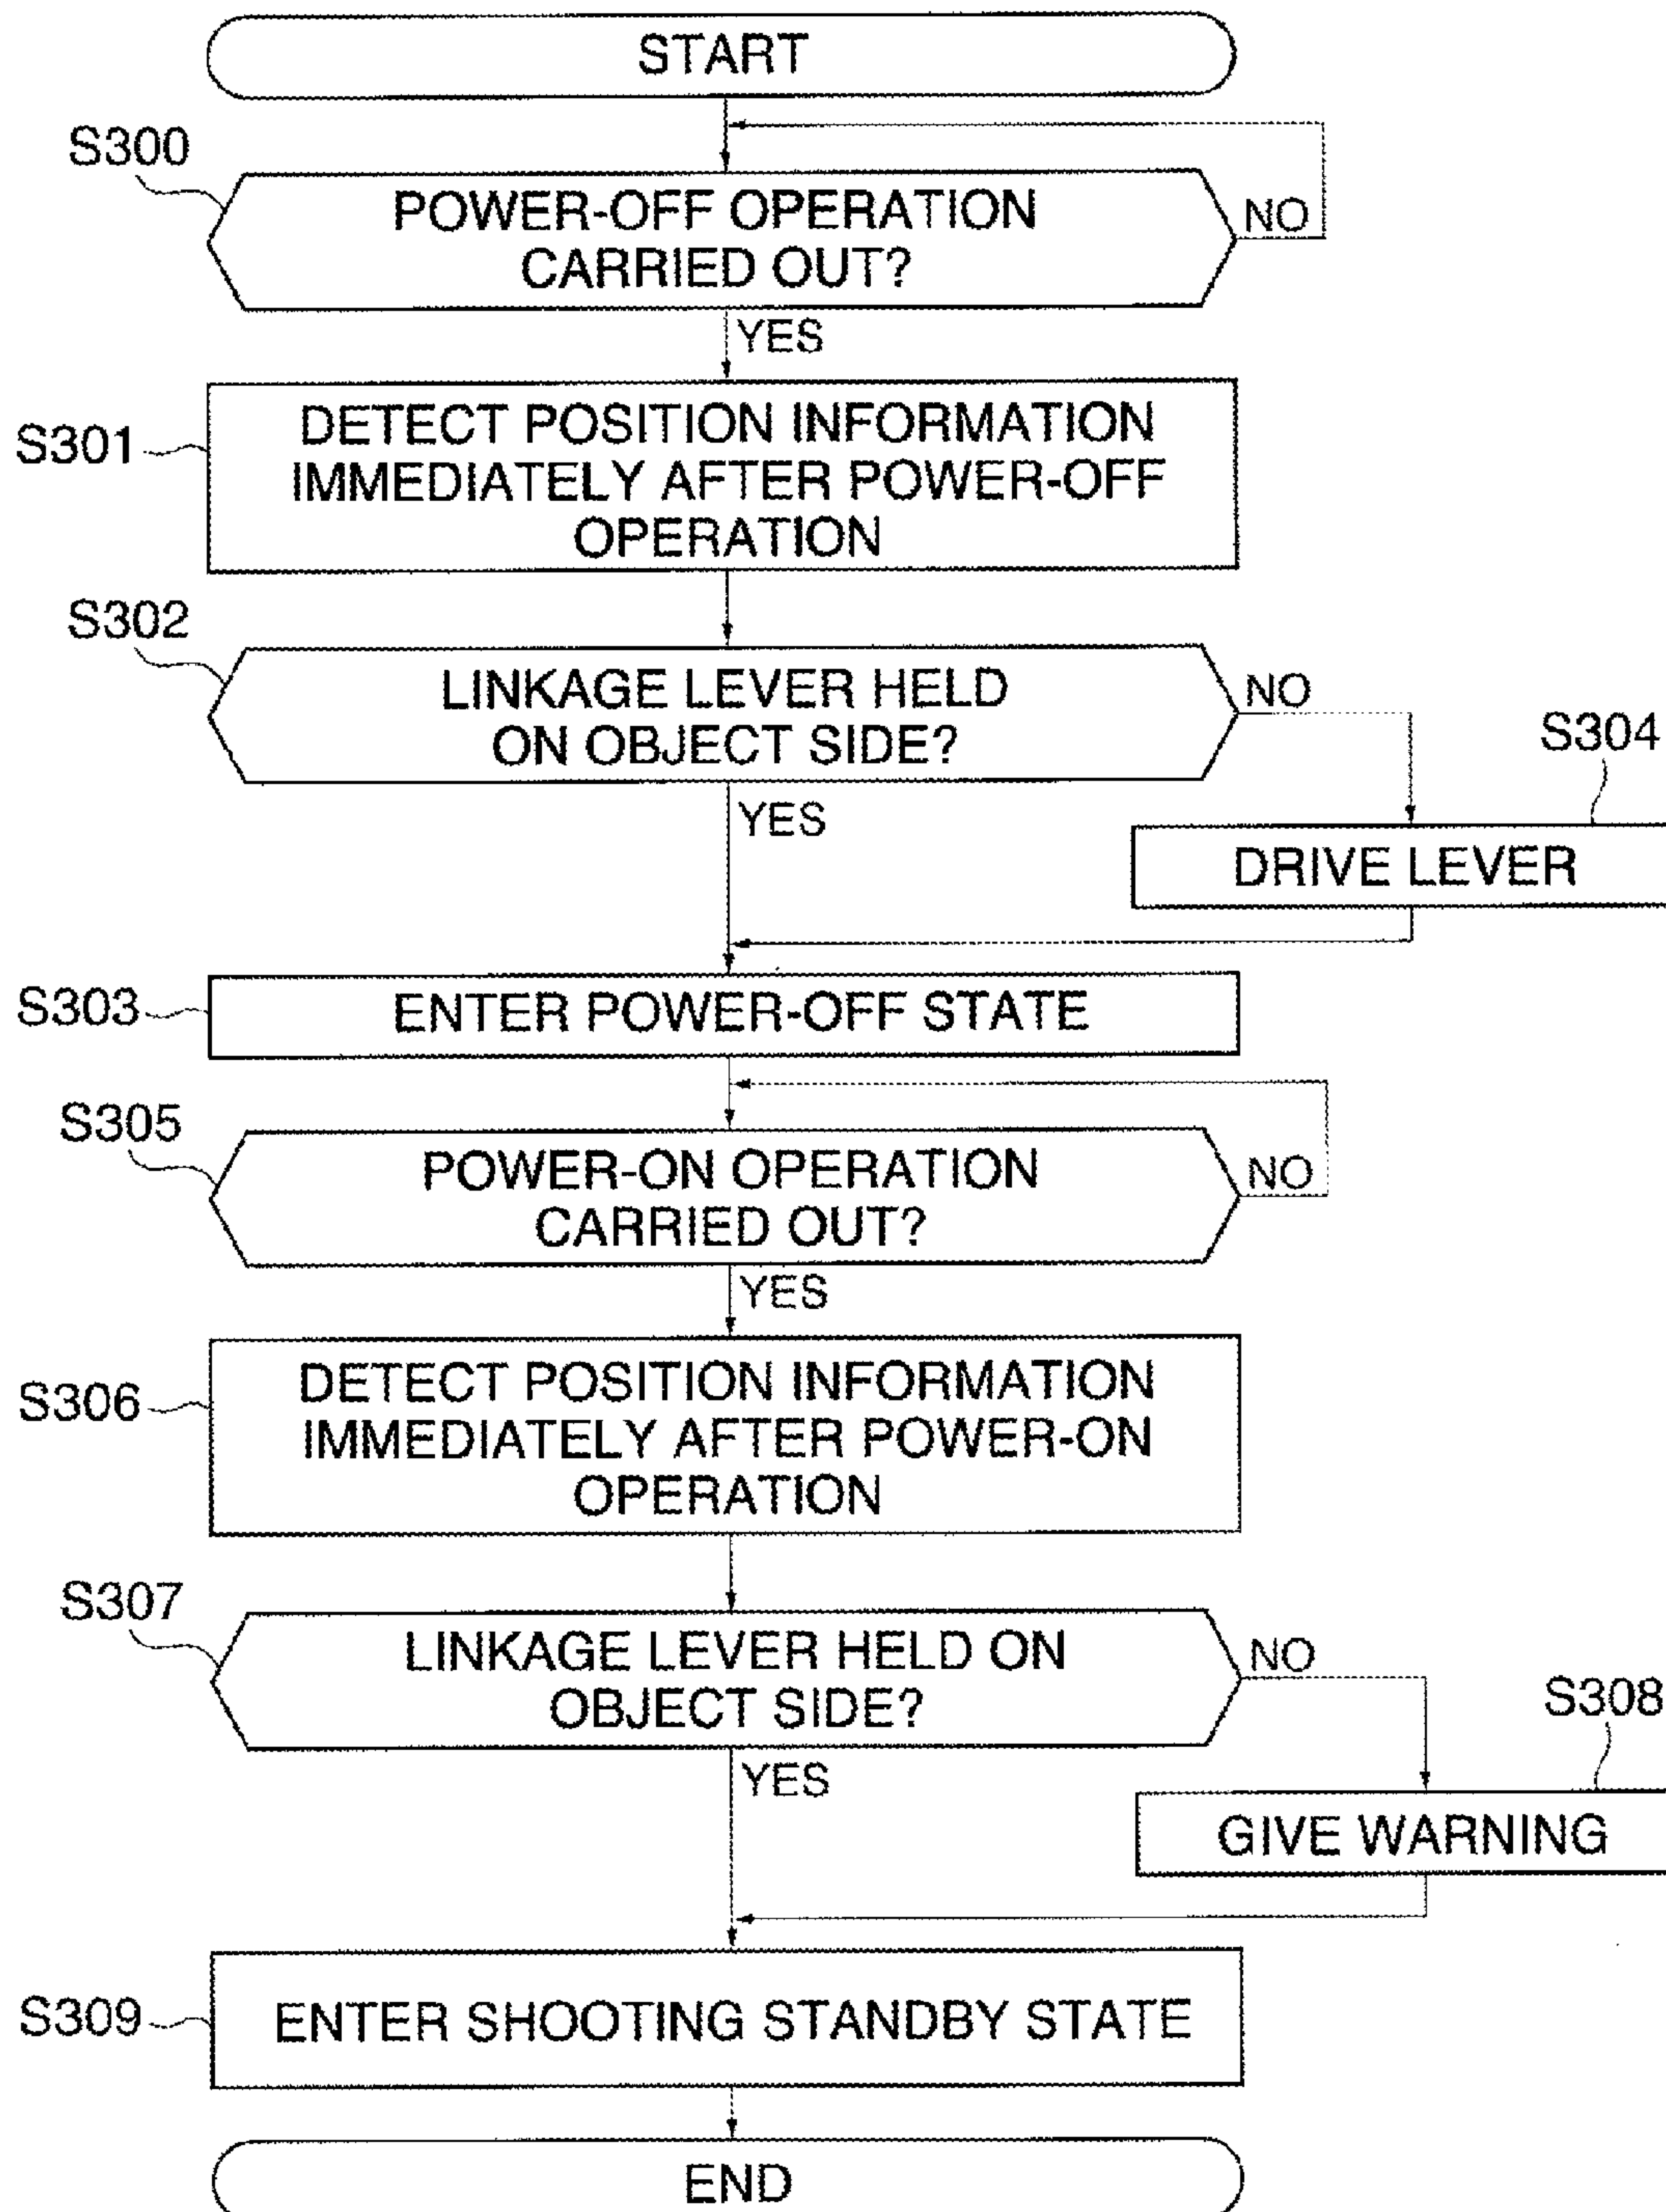 START
S300
POWER-OFF OPERATION
CARRIED OUT?
NO
YES
S301
DETECT POSITION INFORMATION
IMMEDIATELY AFTER POWER-OFF
OPERATION
S302
LINKAGE LEVER HELD
ON OBJECT SIDE?
NO
YES
S304
DRIVE LEVER
S303
ENTER POWER-OFF STATE
S305
POWER-ON OPERATION
CARRIED OUT?
NO
YES
S306
DETECT POSITION INFORMATION
IMMEDIATELY AFTER POWER-ON
OPERATION
S307
LINKAGE LEVER HELD ON
OBJECT SIDE?
NO
YES
S308
GIVE WARNING
S309
ENTER SHOOTING STANDBY STATE
END